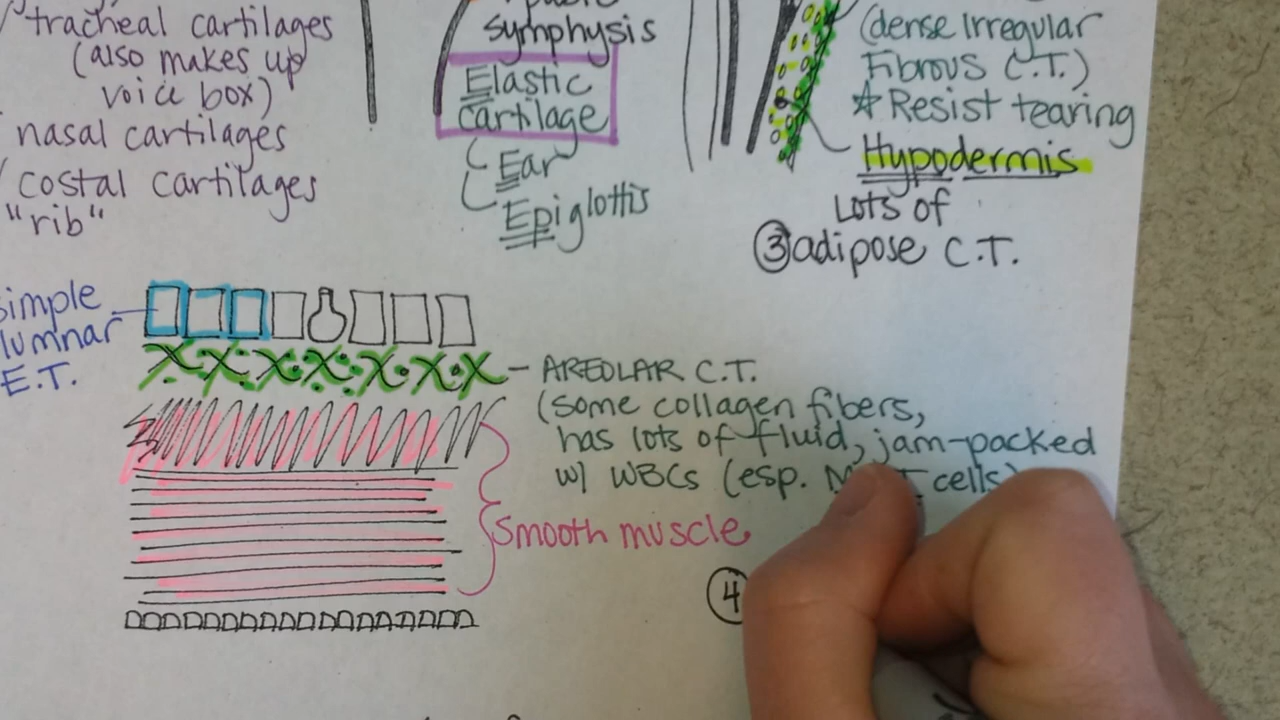 tracheal cartilages
(also makes up
voice box)
nasal cartilages
costal cartilages
"rib"
symphysis
Elastic
cartilage
Ear
Epiglottis
(dense Irregular
Fibrous C.T.)
☆ Resist tearing
Hypodermis
Lots of
③ adipose C.T.
simple
lumnar
E.T.
- AREOLAR C.T.
(some collagen fibers,
has lots of fluid, jam-packed
w/ WBCs (esp. cells)
smooth muscle
④